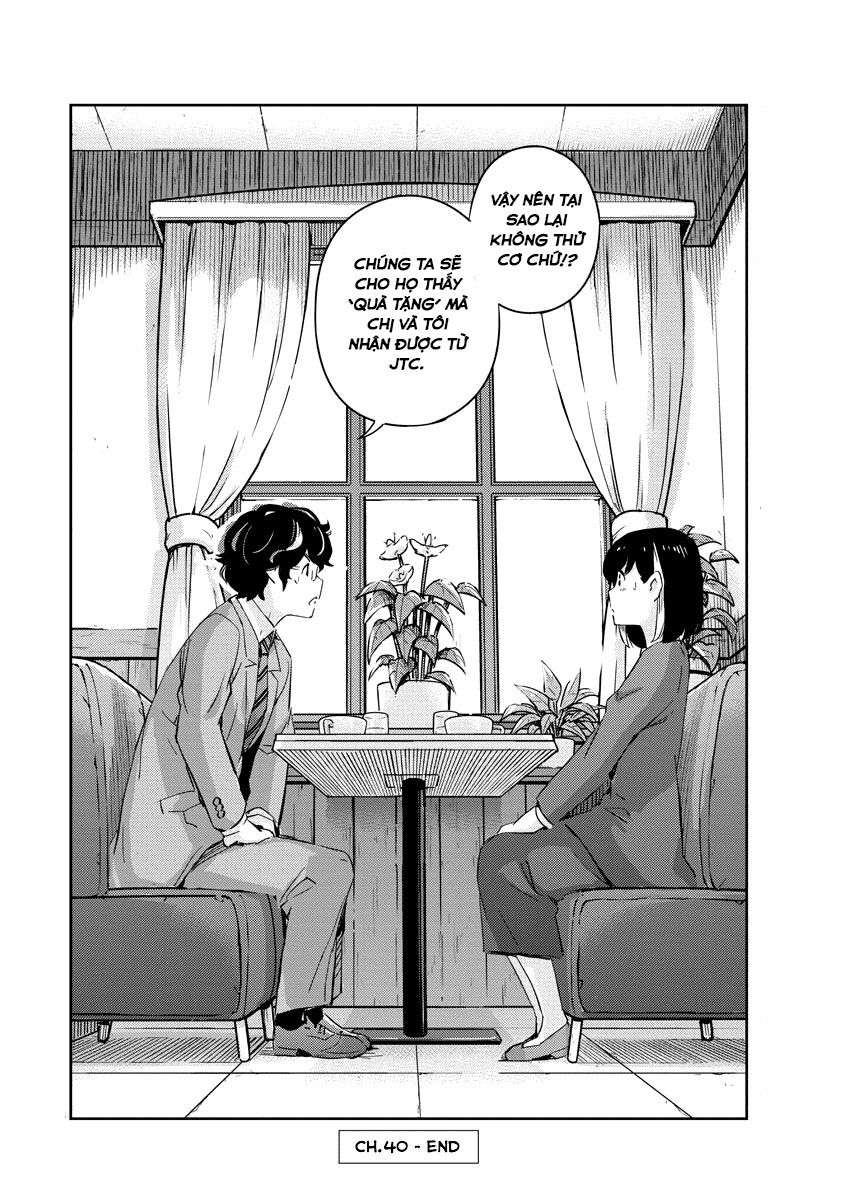 VẬY NÊN TẠI
SAO LẠI
KHÔNG THỬ
CƠ CHỨ!?
CHÚNG TA SẼ
CHO HỌ THẤY
‘QUÀ TẶNG’ MÀ
CHỊ VÀ TÔI
NHẬN ĐƯỢC TỪ
JTC.
CH.40 - END